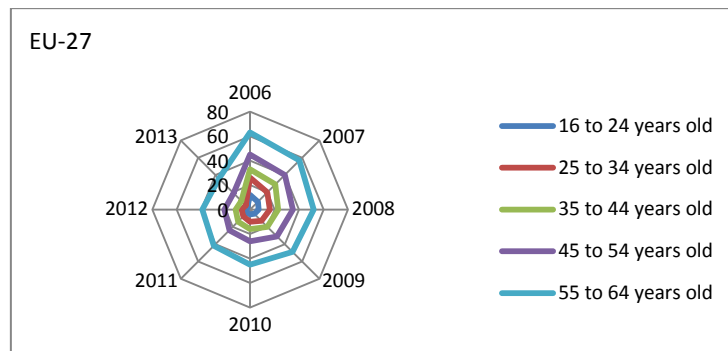 EU-27
2006
80
60
40
20
0
2007
2008
2009
2010
2011
2012
2013
16 to 24 years old
25 to 34 years old
35 to 44 years old
45 to 54 years old
55 to 64 years old